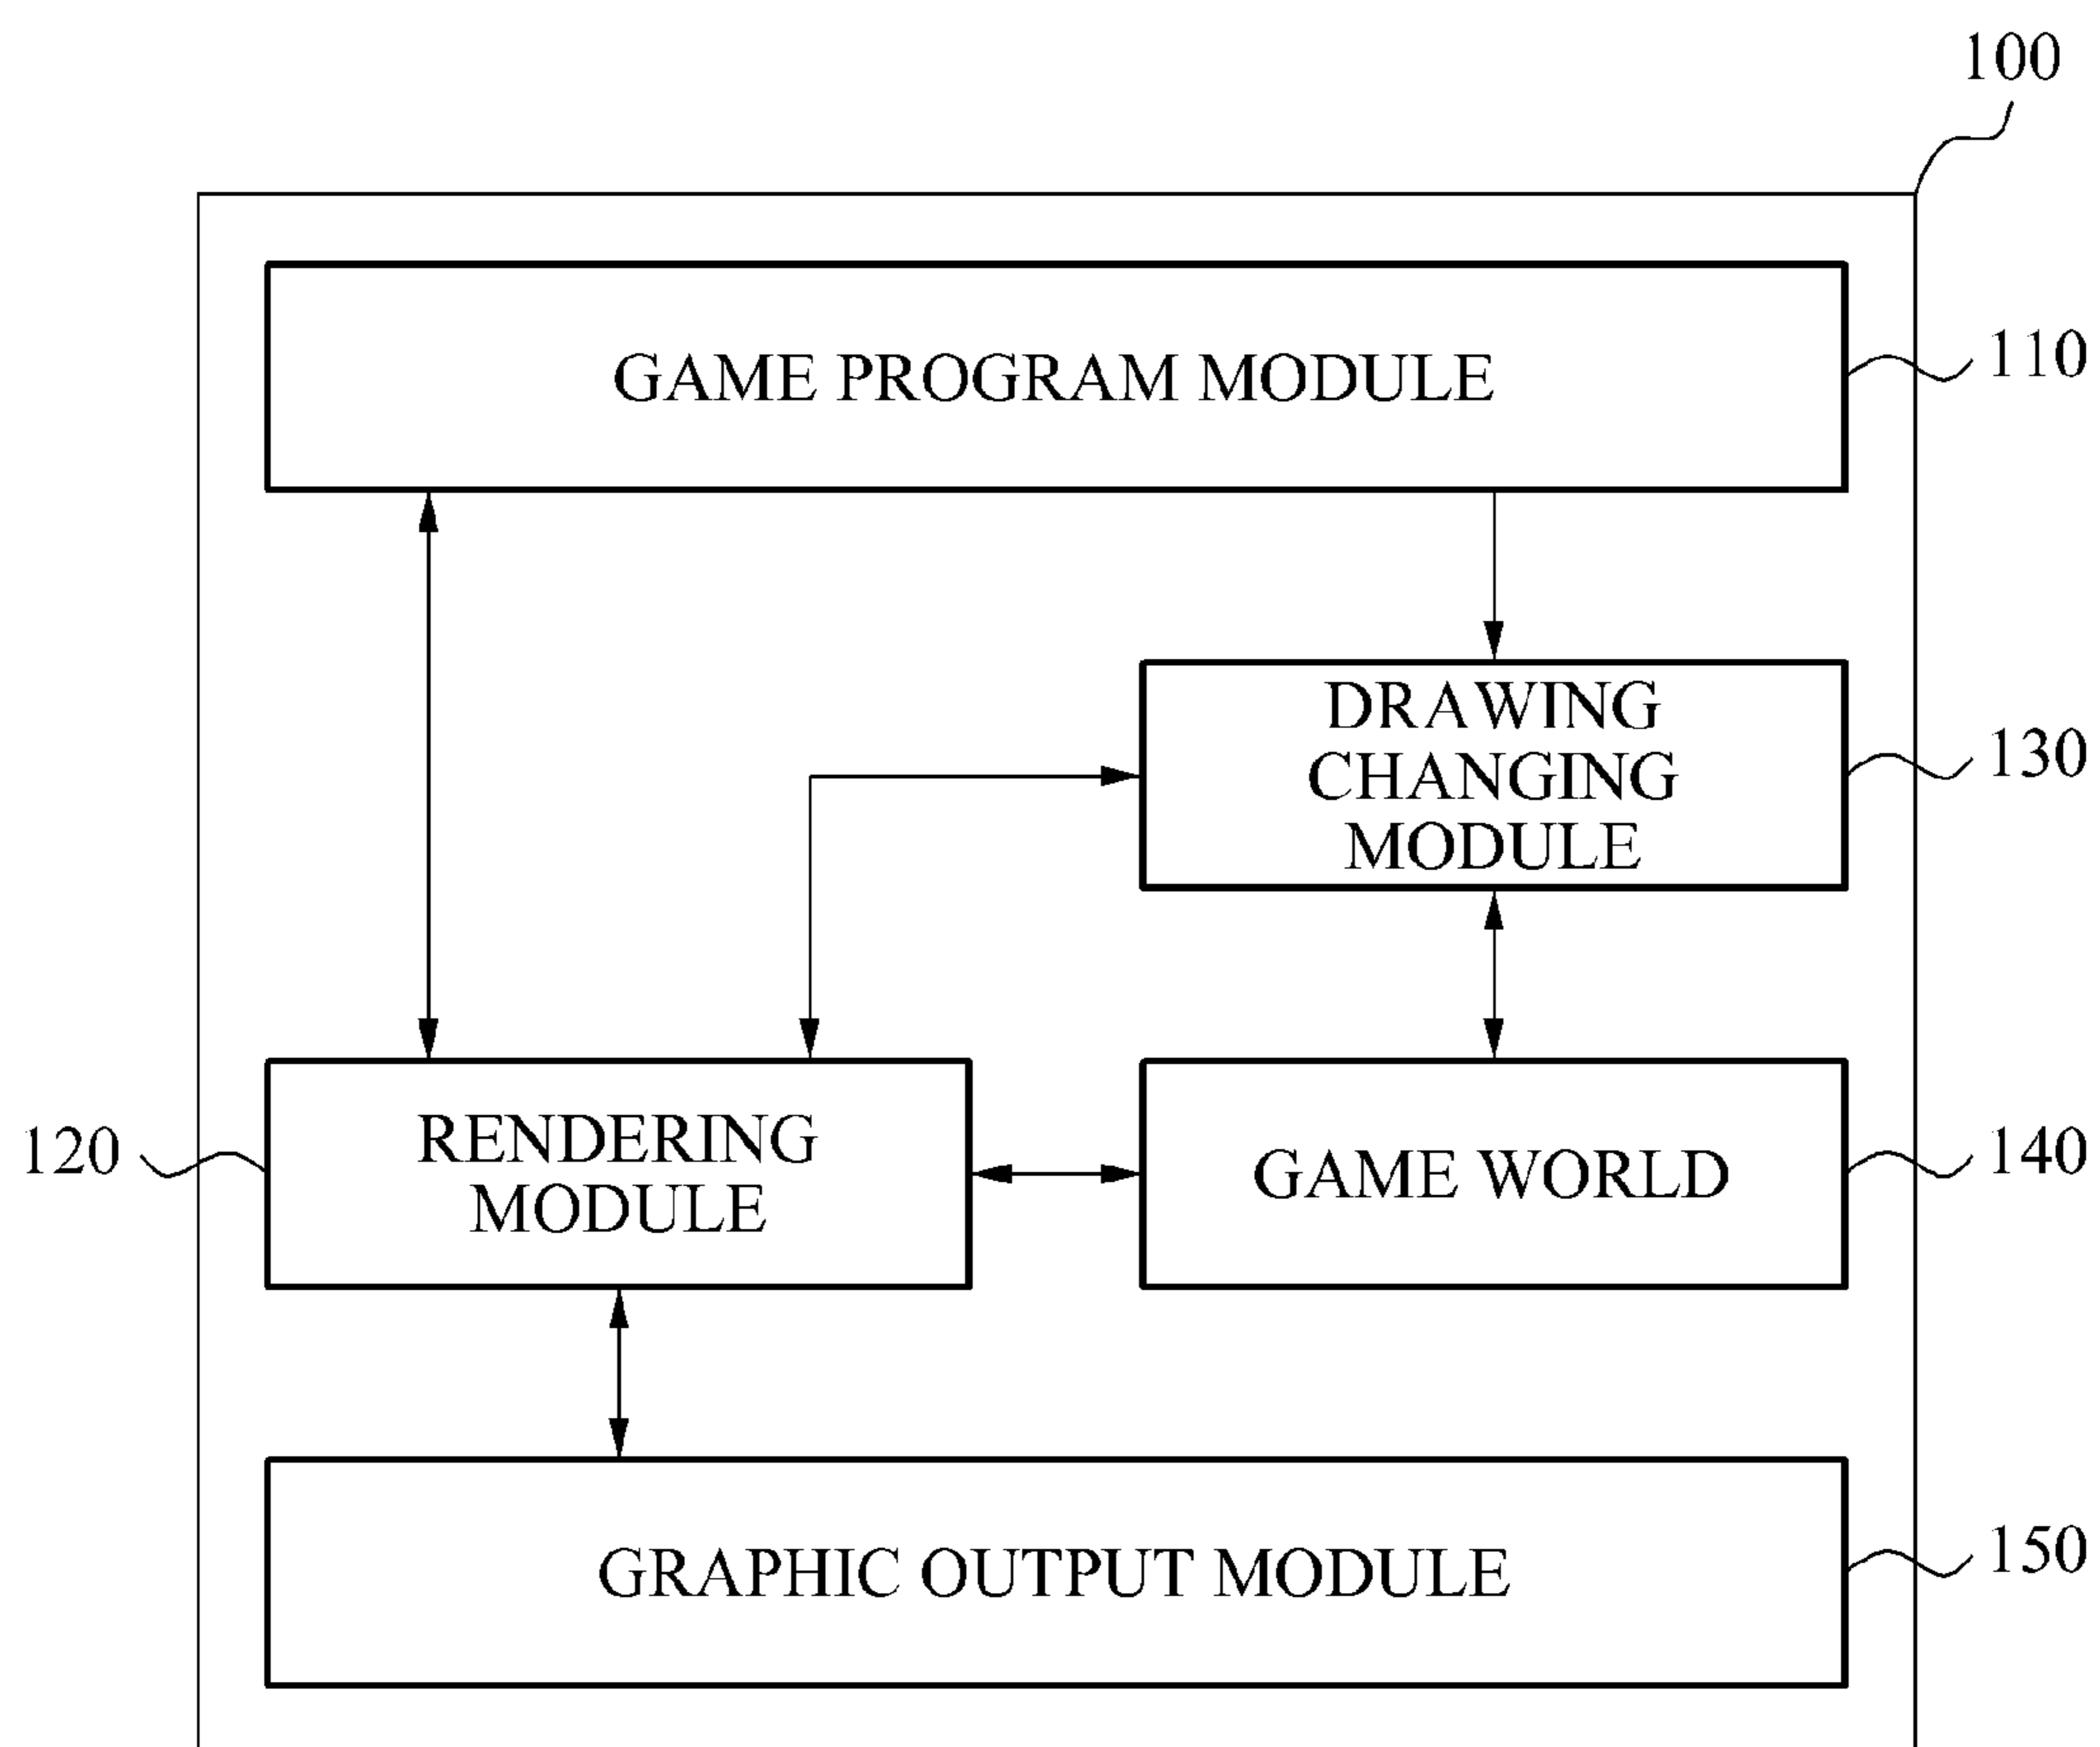 100
GAME PROGRAM MODULE
110
DRAWING
CHANGING
MODULE
130
120
RENDERING
MODULE
GAME WORLD
140
GRAPHIC OUTPUT MODULE
150